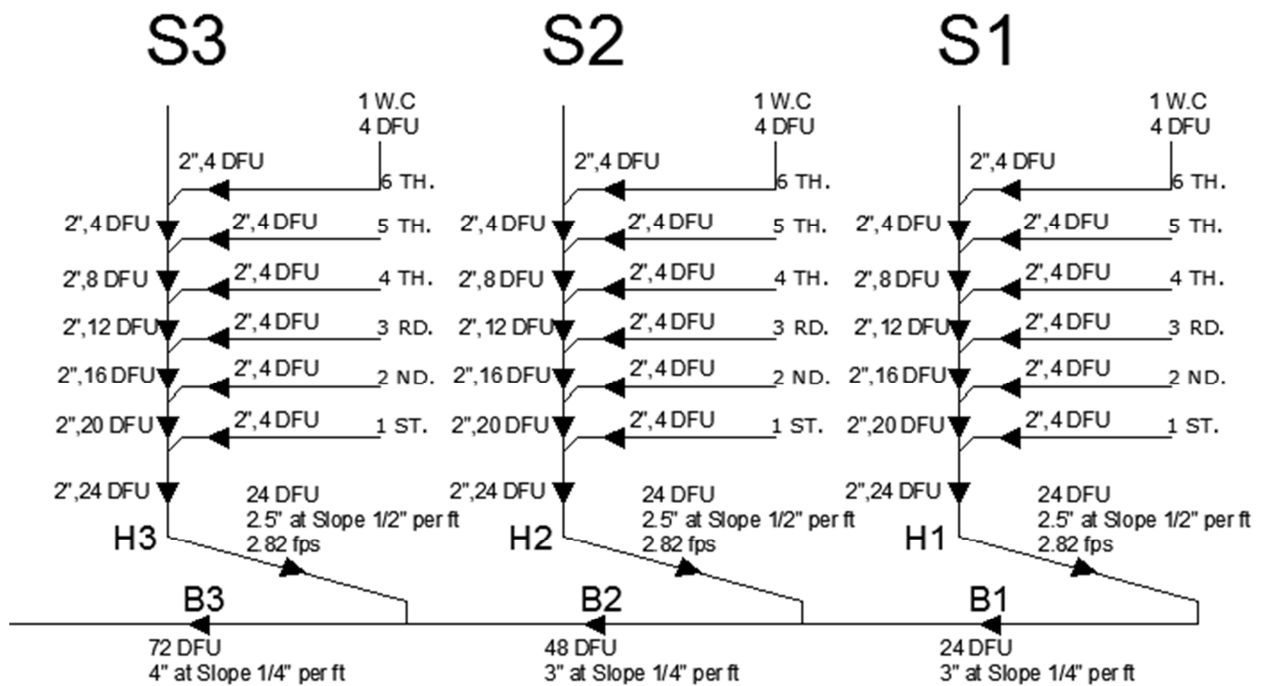 S3 S2 S1
1 W.C 1 W.C 1 W.C
4 DFU 4 DFU 4 DFU
2",4 DFU 2",4 DFU 2",4 DFU
6 TH. 6 TH. 6 TH.
2",4 DFU 2",4 DFU 5 TH. 2",4 DFU 2",4 DFU 5 TH. 2",4 DFU 2",4 DFU 5 TH.
2",8 DFU 2",4 DFU 4 TH. 2",8 DFU 2",4 DFU 4 TH. 2",8 DFU 2",4 DFU 4 TH.
2",12 DFU 2",4 DFU 3 RD. 2",12 DFU 2",4 DFU 3 RD. 2",12 DFU 2",4 DFU 3 RD.
2",16 DFU 2",4 DFU 2 ND. 2",16 DFU 2",4 DFU 2 ND. 2",16 DFU 2",4 DFU 2 ND.
2",20 DFU 2",4 DFU 1 ST. 2",20 DFU 2",4 DFU 1 ST. 2",20 DFU 2",4 DFU 1 ST.
2",24 DFU 24 DFU 2",24 DFU 24 DFU 2",24 DFU 24 DFU
2.5" at Slope 1/2" per ft 2.5" at Slope 1/2" per ft 2.5" at Slope 1/2" per ft
H3 2.82 fps H2 2.82 fps H1 2.82 fps
B3 B2 B1
72 DFU 48 DFU 24 DFU
4" at Slope 1/4" per ft 3" at Slope 1/4" per ft 3" at Slope 1/4" per ft